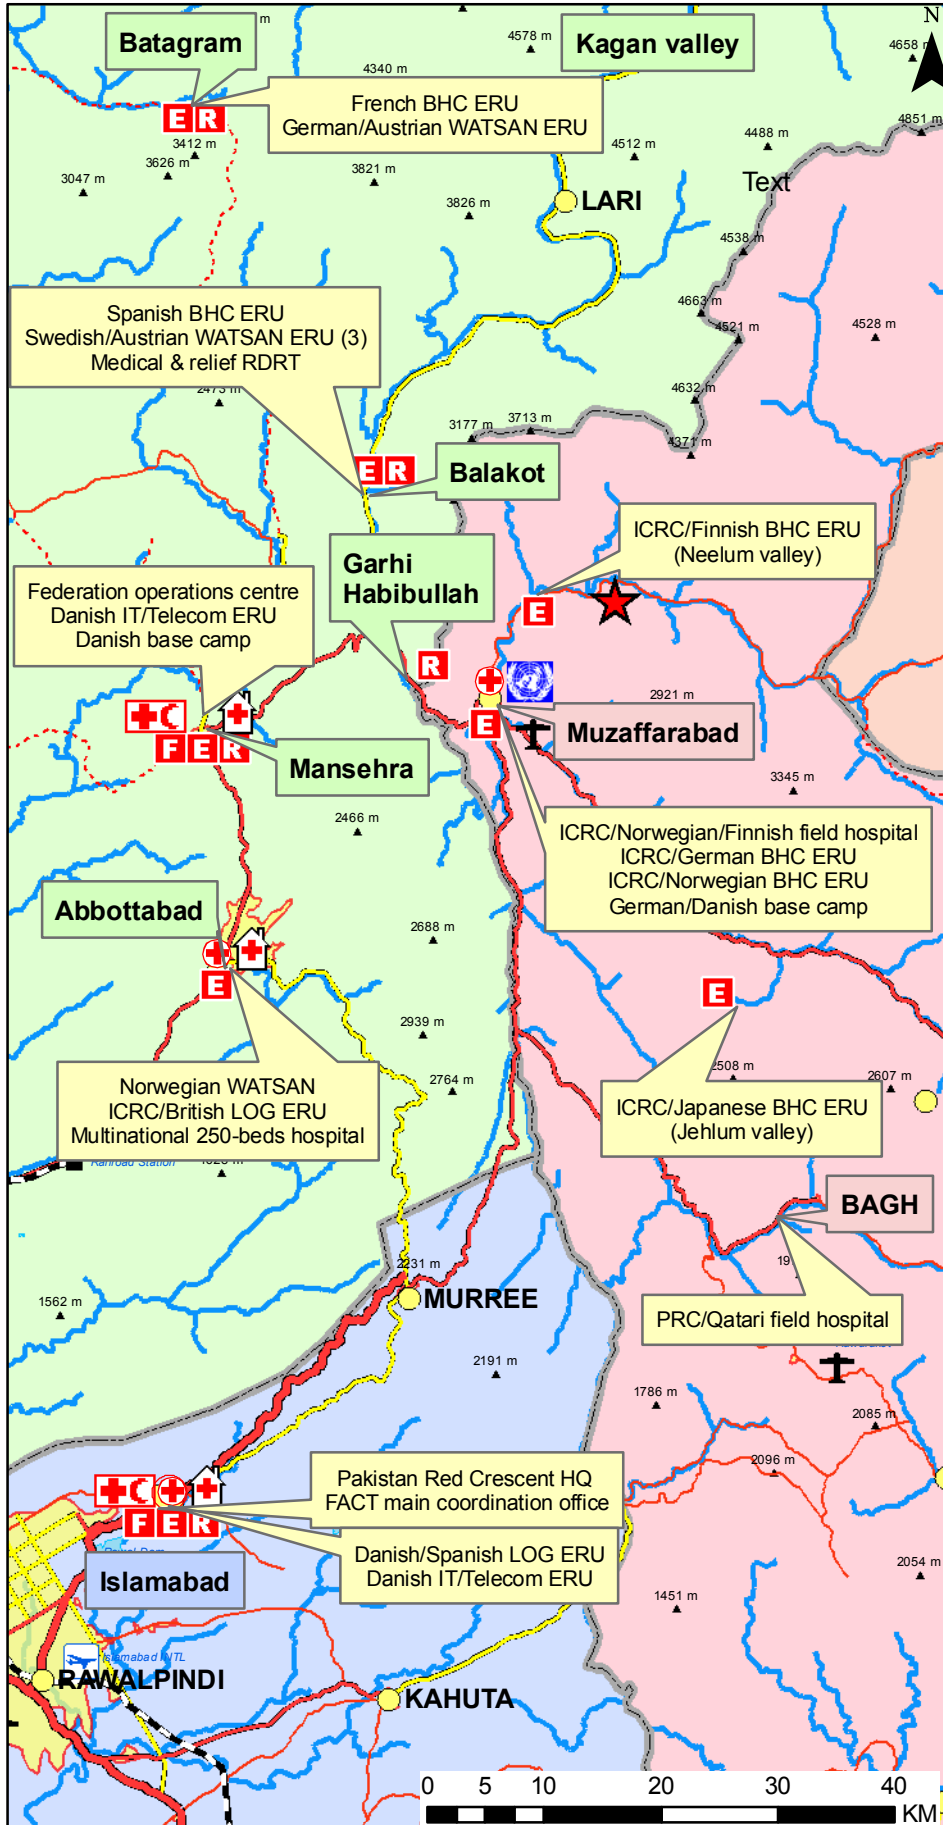 N
m
Batagram
4578 m
Kagan valley
4658 m
4340 m
French BHC ERU
German/Austrian WATSAN ERU
E R
4851 m
4488 m
3412 m
4512 m
3626 m
3047 m
3821 m
Text
LARI
3826 m
4538 m
Spanish BHC ERU
Swedish/Austrian WATSAN ERU (3)
Medical & relief RDRT
4663 m
4521 m
4528 m
2473 m
4632 m
3713 m
3177 m
4371 m
E R
Balakot
ICRC/Finnish BHC ERU
(Neelum valley)
Garhi
Habibullah
Federation operations centre
Danish IT/Telecom ERU
Danish base camp
E
R
2921 m
E
Muzaffarabad
F E R
Mansehra
3345 m
2466 m
ICRC/Norwegian/Finnish field hospital
ICRC/German BHC ERU
ICRC/Norwegian BHC ERU
German/Danish base camp
Abbottabad
2688 m
E
E
2939 m
2508 m
2764 m
2607 m
Norwegian WATSAN
ICRC/British LOG ERU
Multinational 250-beds hospital
ICRC/Japanese BHC ERU
(Jehlum valley)
Railroad Station
BAGH
2231 m
MURREE
1562 m
PRC/Qatari field hospital
2191 m
1786 m
2085 m
2096 m
Pakistan Red Crescent HQ
FACT main coordination office
F E R
Danish/Spanish LOG ERU
Danish IT/Telecom ERU
2054 m
Islamabad
1451 m
Islamabad INTL
RAWALPINDI
KAHUTA
0 5 10 20 30 40
KM